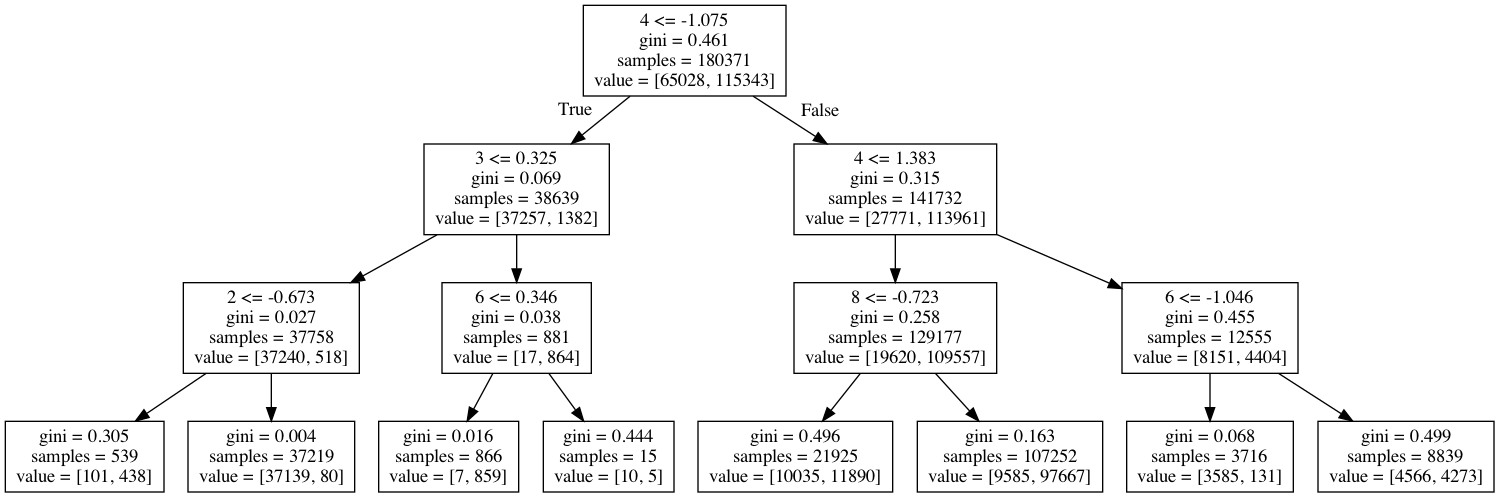 4 <= -1.075
gini = 0.461
samples = 180371
value = [65028, 115343]
True
False
3 <= 0.325
gini = 0.069
samples = 38639
value = [37257, 1382]
4 <= 1.383
gini = 0.315
samples = 141732
value = [27771, 113961]
2 <= -0.673
gini = 0.027
samples = 37758
value = [37240, 518]
6 <= 0.346
gini = 0.038
samples = 881
value = [17, 864]
8 <= -0.723
gini = 0.258
samples = 129177
value = [19620, 109557]
6 <= -1.046
gini = 0.455
samples = 12555
value = [8151, 4404]
gini = 0.305
samples = 539
value = [101, 438]
gini = 0.004
samples = 37219
value = [37139, 80]
gini = 0.016
samples = 866
value = [7, 859]
gini = 0.444
samples = 15
value = [10, 5]
gini = 0.496
samples = 21925
value = [10035, 11890]
gini = 0.163
samples = 107252
value = [9585, 97667]
gini = 0.068
samples = 3716
value = [3585, 131]
gini = 0.499
samples = 8839
value = [4566, 4273]